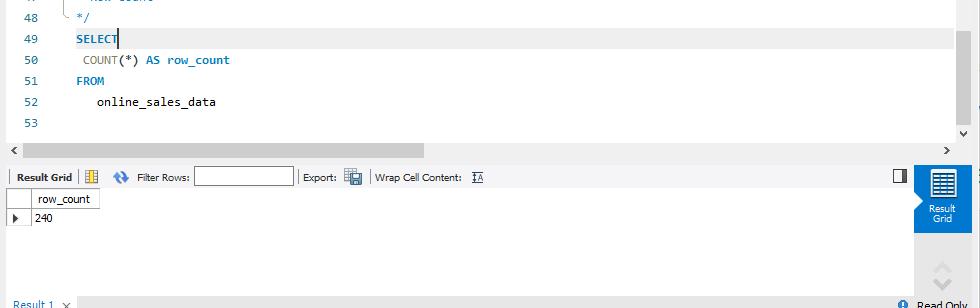 48 */
49 SELECT
50 COUNT(*) AS row_count
51 FROM
52 online_sales_data
53
Result Grid Filter Rows: Export: Wrap Cell Content:
row_count
240
Result
Grid
Result 1
Read Only